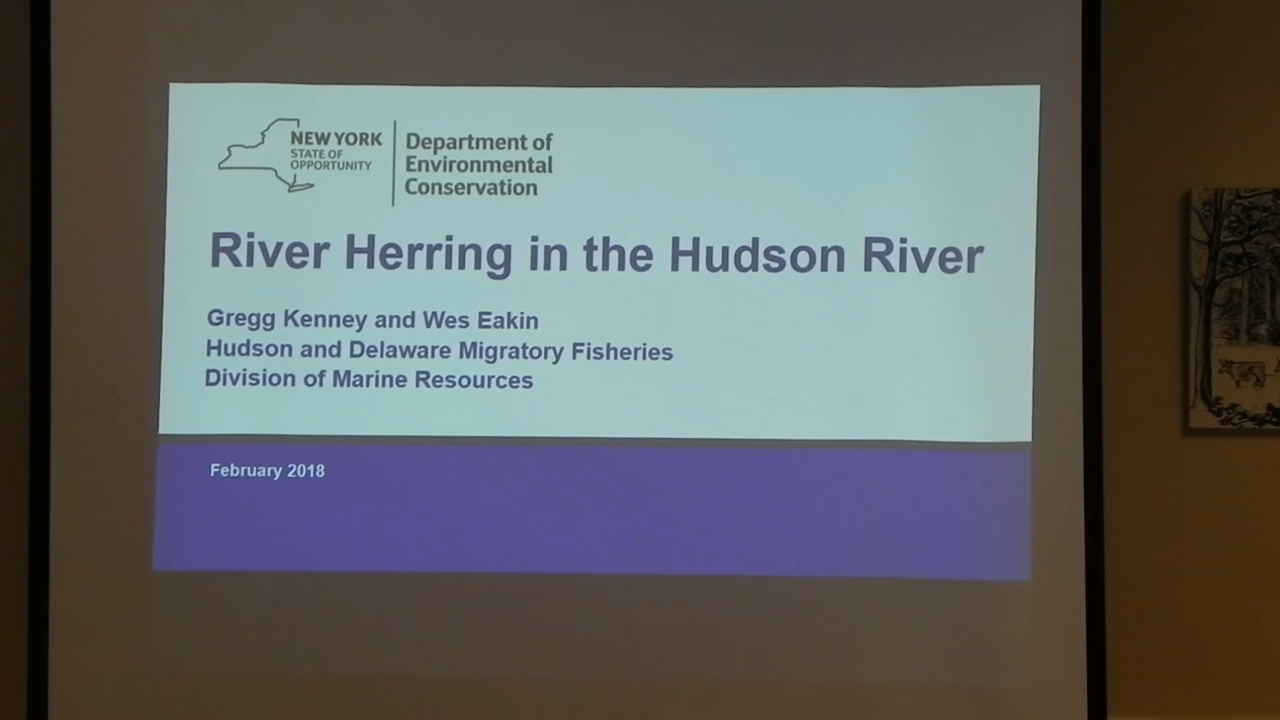 NEW YORK
STATE OF
OPPORTUNITY
Department of
Environmental
Conservation
River Herring in the Hudson River
Gregg Kenney and Wes Eakin
Hudson and Delaware Migratory Fisheries
Division of Marine Resources
February 2018